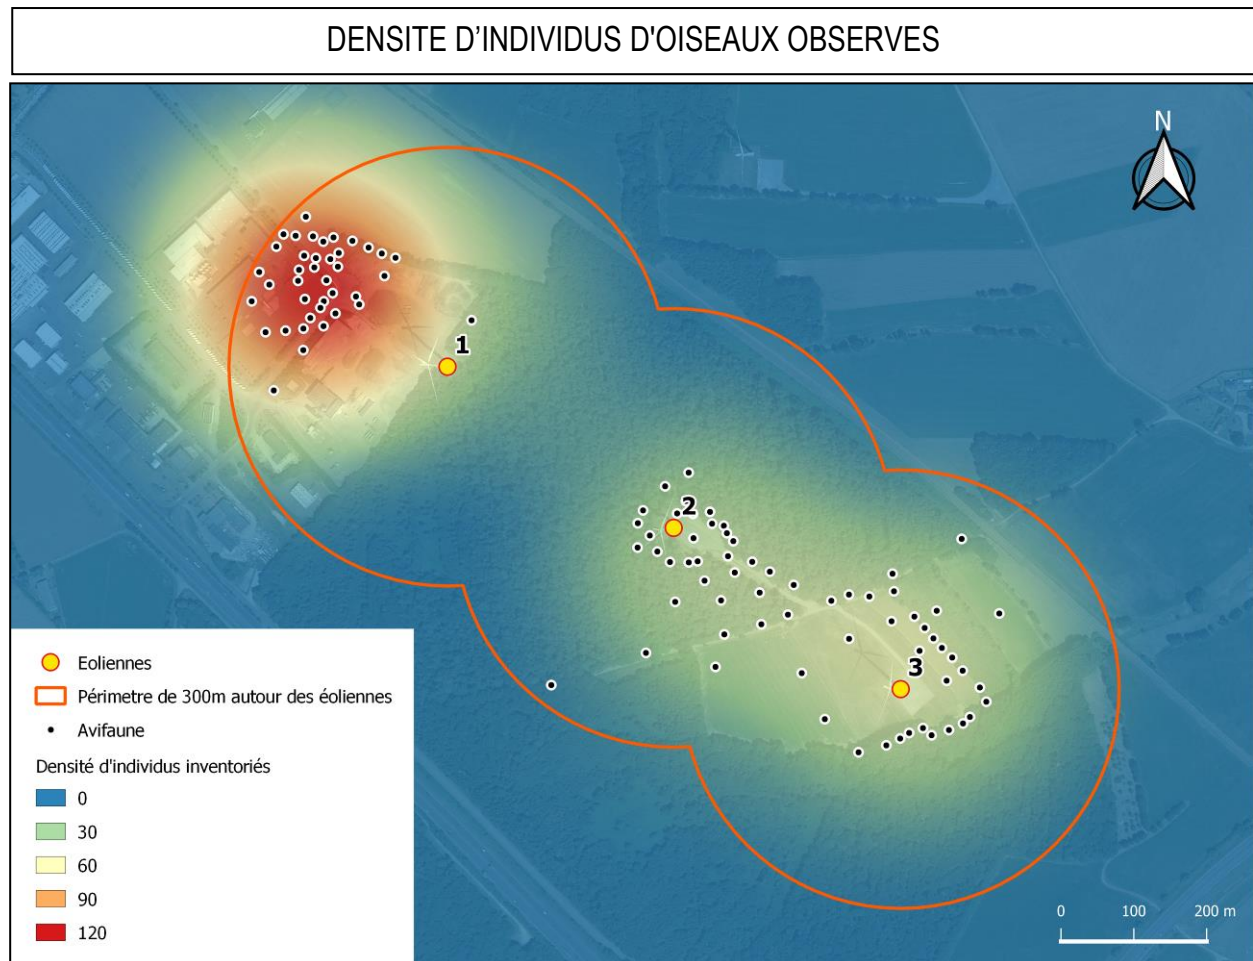 DENSITE D’INDIVIDUS D'OISEAUX OBSERVES
N
1
2
3
Eoliennes
Périmetre de 300m autour des éoliennes
Avifaune
Densité d'individus inventoriés
0
30
60
90
120
0 100 200 m